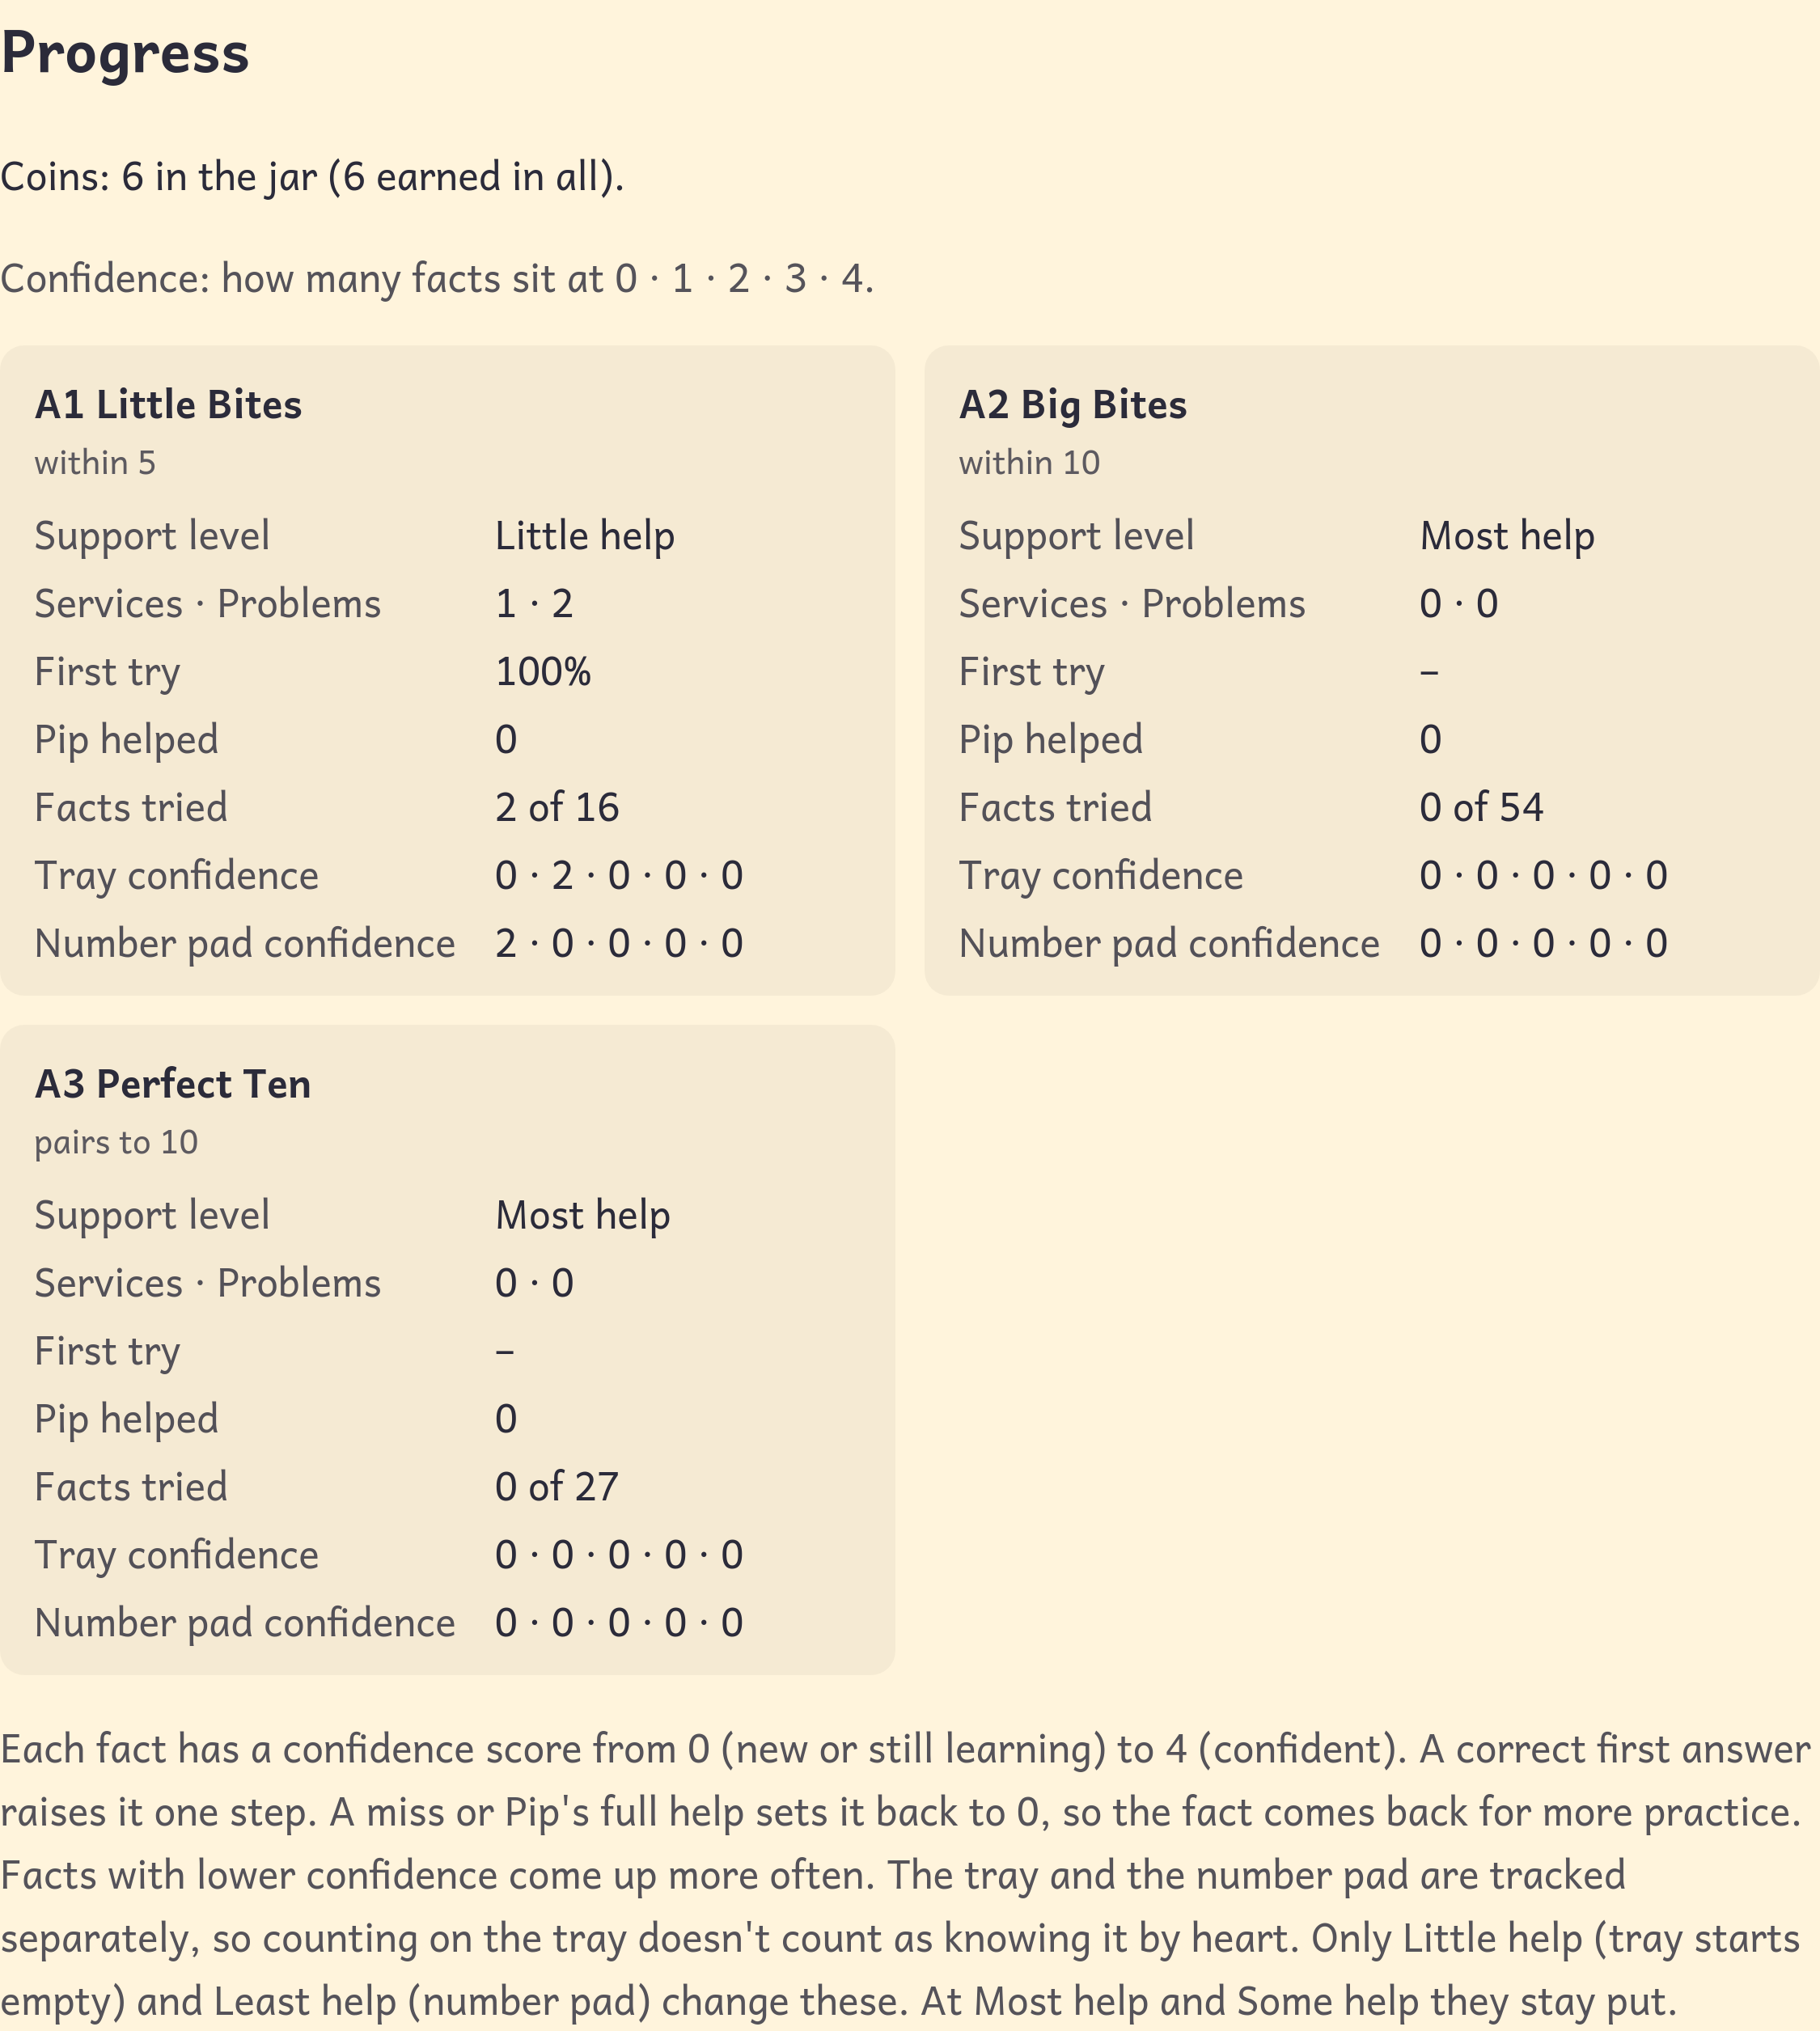 Progress
Coins: 6 in the jar (6 earned in all).
Confidence: how many facts sit at 0 · 1 · 2 · 3 · 4.
A1 Little Bites
within 5
Support level Little help
Services · Problems 1 · 2
First try 100%
Pip helped 0
Facts tried 2 of 16
Tray confidence 0 · 2 · 0 · 0 · 0
Number pad confidence 2 · 0 · 0 · 0 · 0
A2 Big Bites
within 10
Support level Most help
Services · Problems 0 · 0
First try –
Pip helped 0
Facts tried 0 of 54
Tray confidence 0 · 0 · 0 · 0 · 0
Number pad confidence 0 · 0 · 0 · 0 · 0
A3 Perfect Ten
pairs to 10
Support level Most help
Services · Problems 0 · 0
First try –
Pip helped 0
Facts tried 0 of 27
Tray confidence 0 · 0 · 0 · 0 · 0
Number pad confidence 0 · 0 · 0 · 0 · 0
Each fact has a confidence score from 0 (new or still learning) to 4 (confident). A correct first answer
raises it one step. A miss or Pip's full help sets it back to 0, so the fact comes back for more practice.
Facts with lower confidence come up more often. The tray and the number pad are tracked
separately, so counting on the tray doesn't count as knowing it by heart. Only Little help (tray starts
empty) and Least help (number pad) change these. At Most help and Some help they stay put.